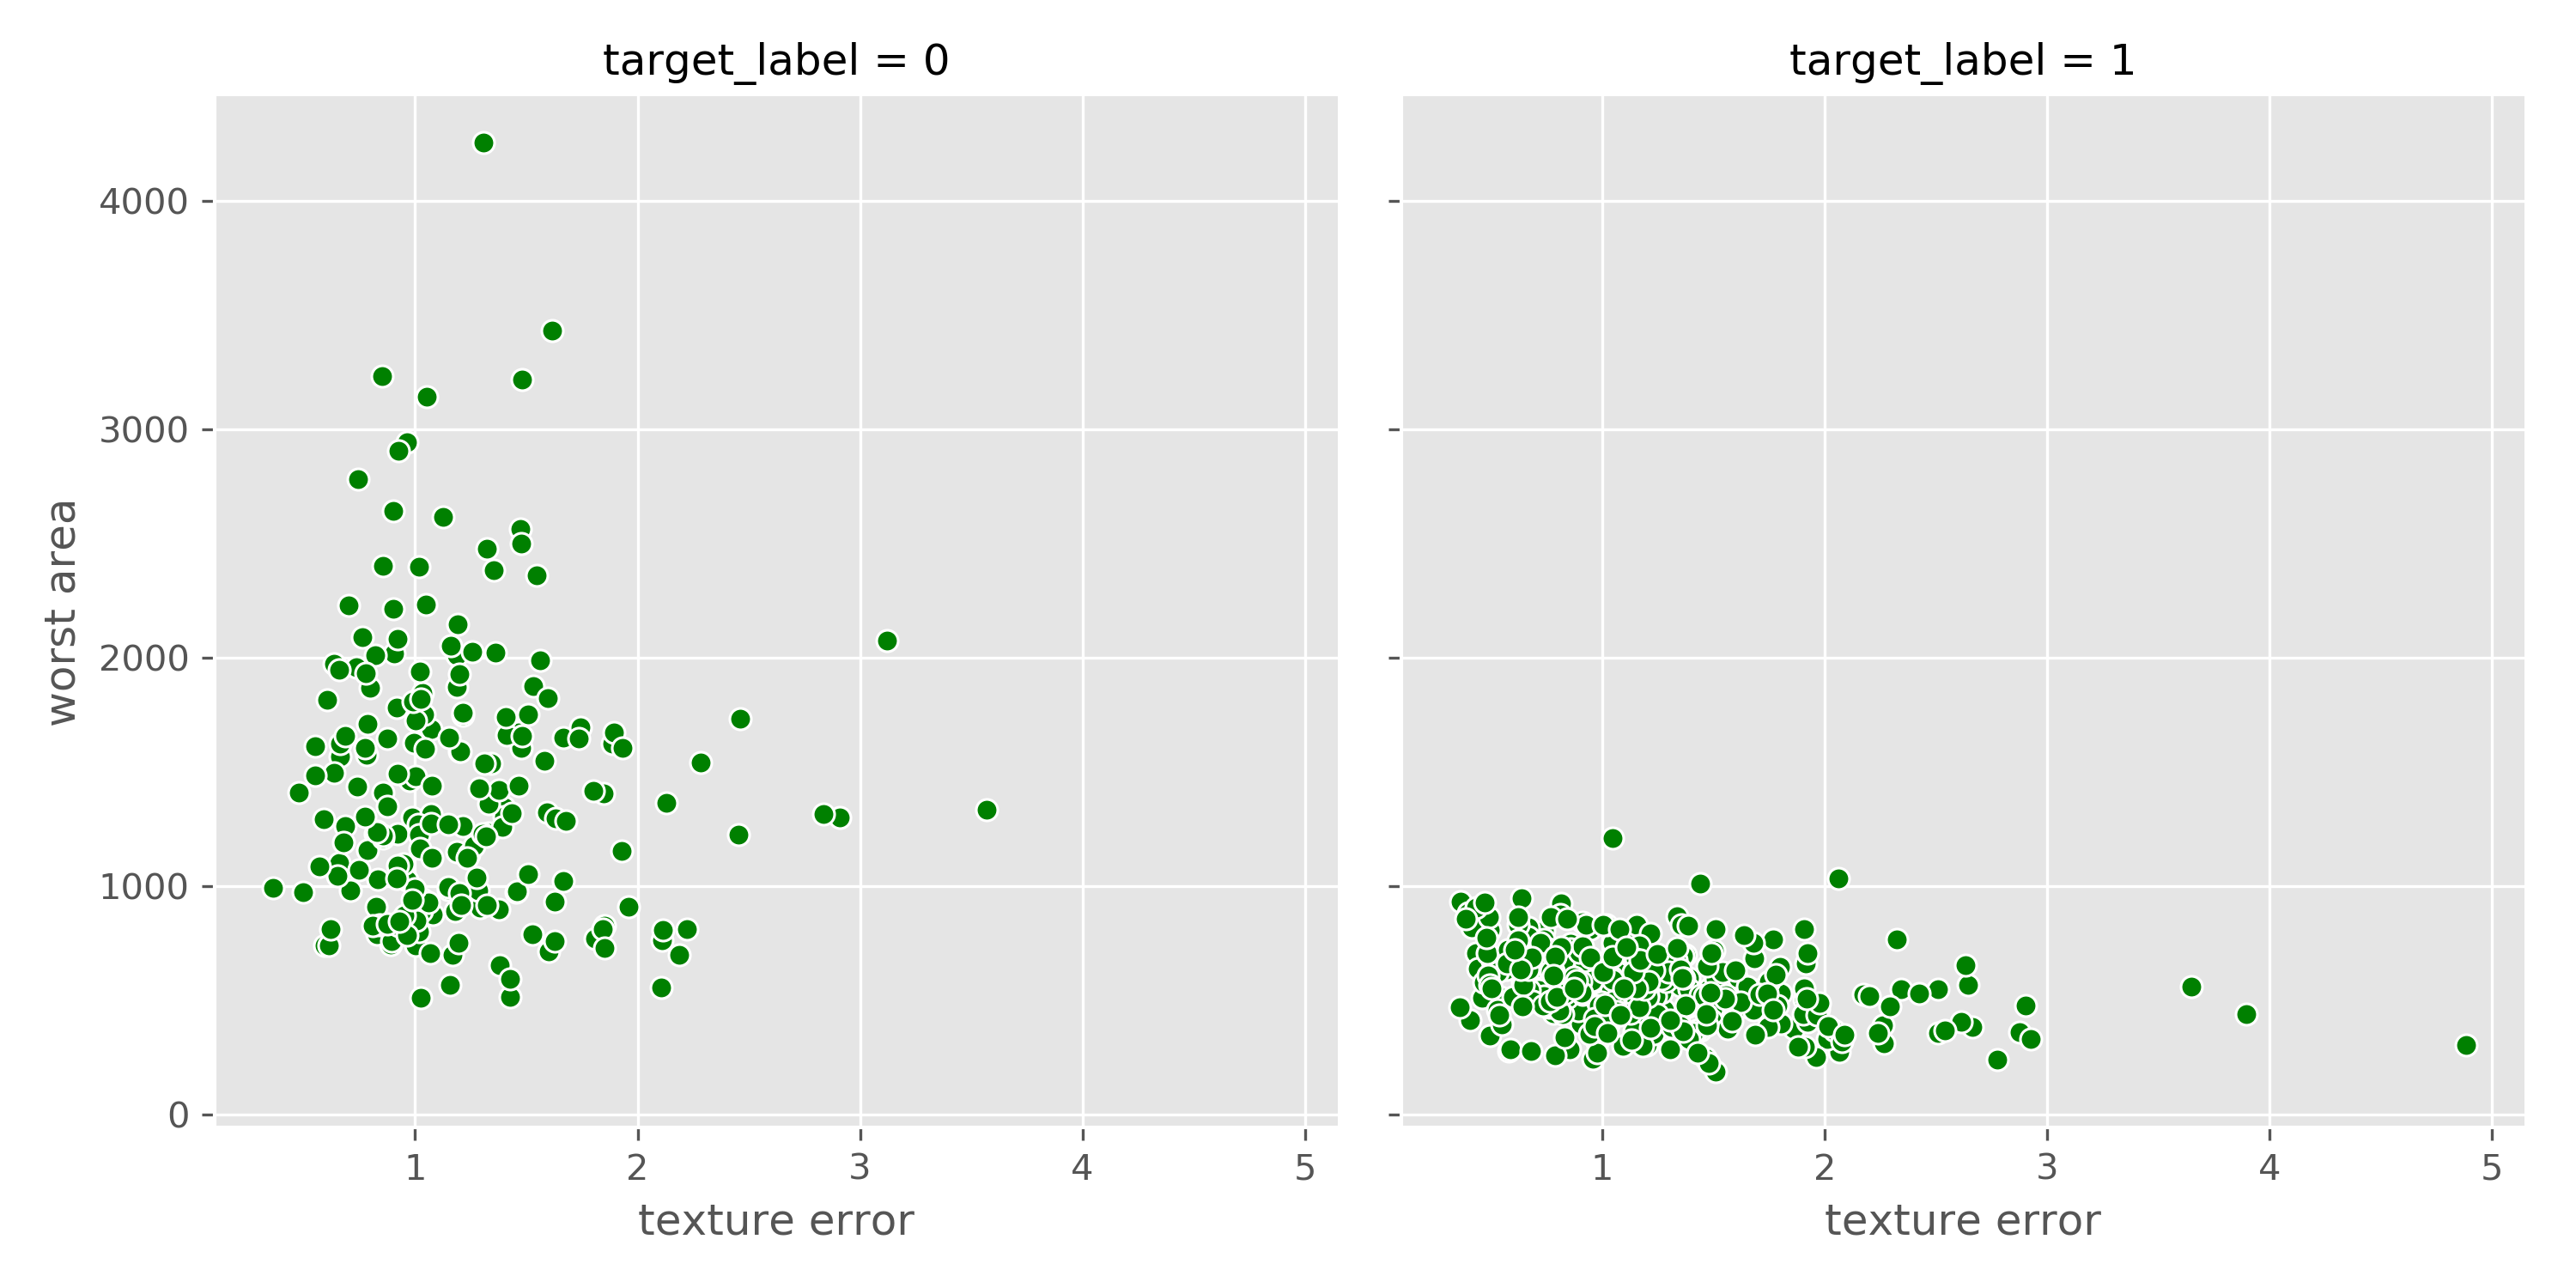 target_label = 0
target_label = 1
worst area
4000
3000
2000
1000
0
1 2 3 4 5
1 2 3 4 5
texture error
texture error